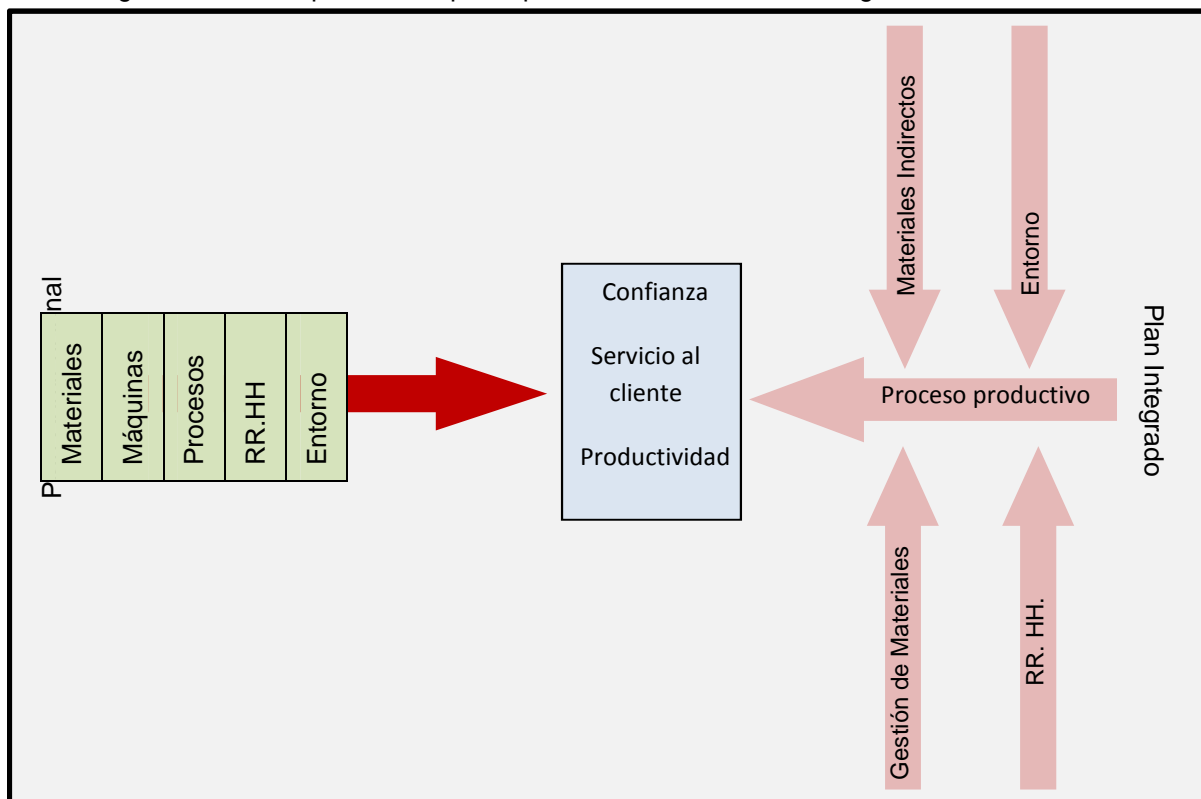 Materiales
Máquinas
Procesos
RR.HH
Entorno
Confianza
Servicio al
cliente
Productividad
Materiales Indirectos
Entorno
Proceso productivo
Gestión de Materiales
RR. HH.
Plan Integrado